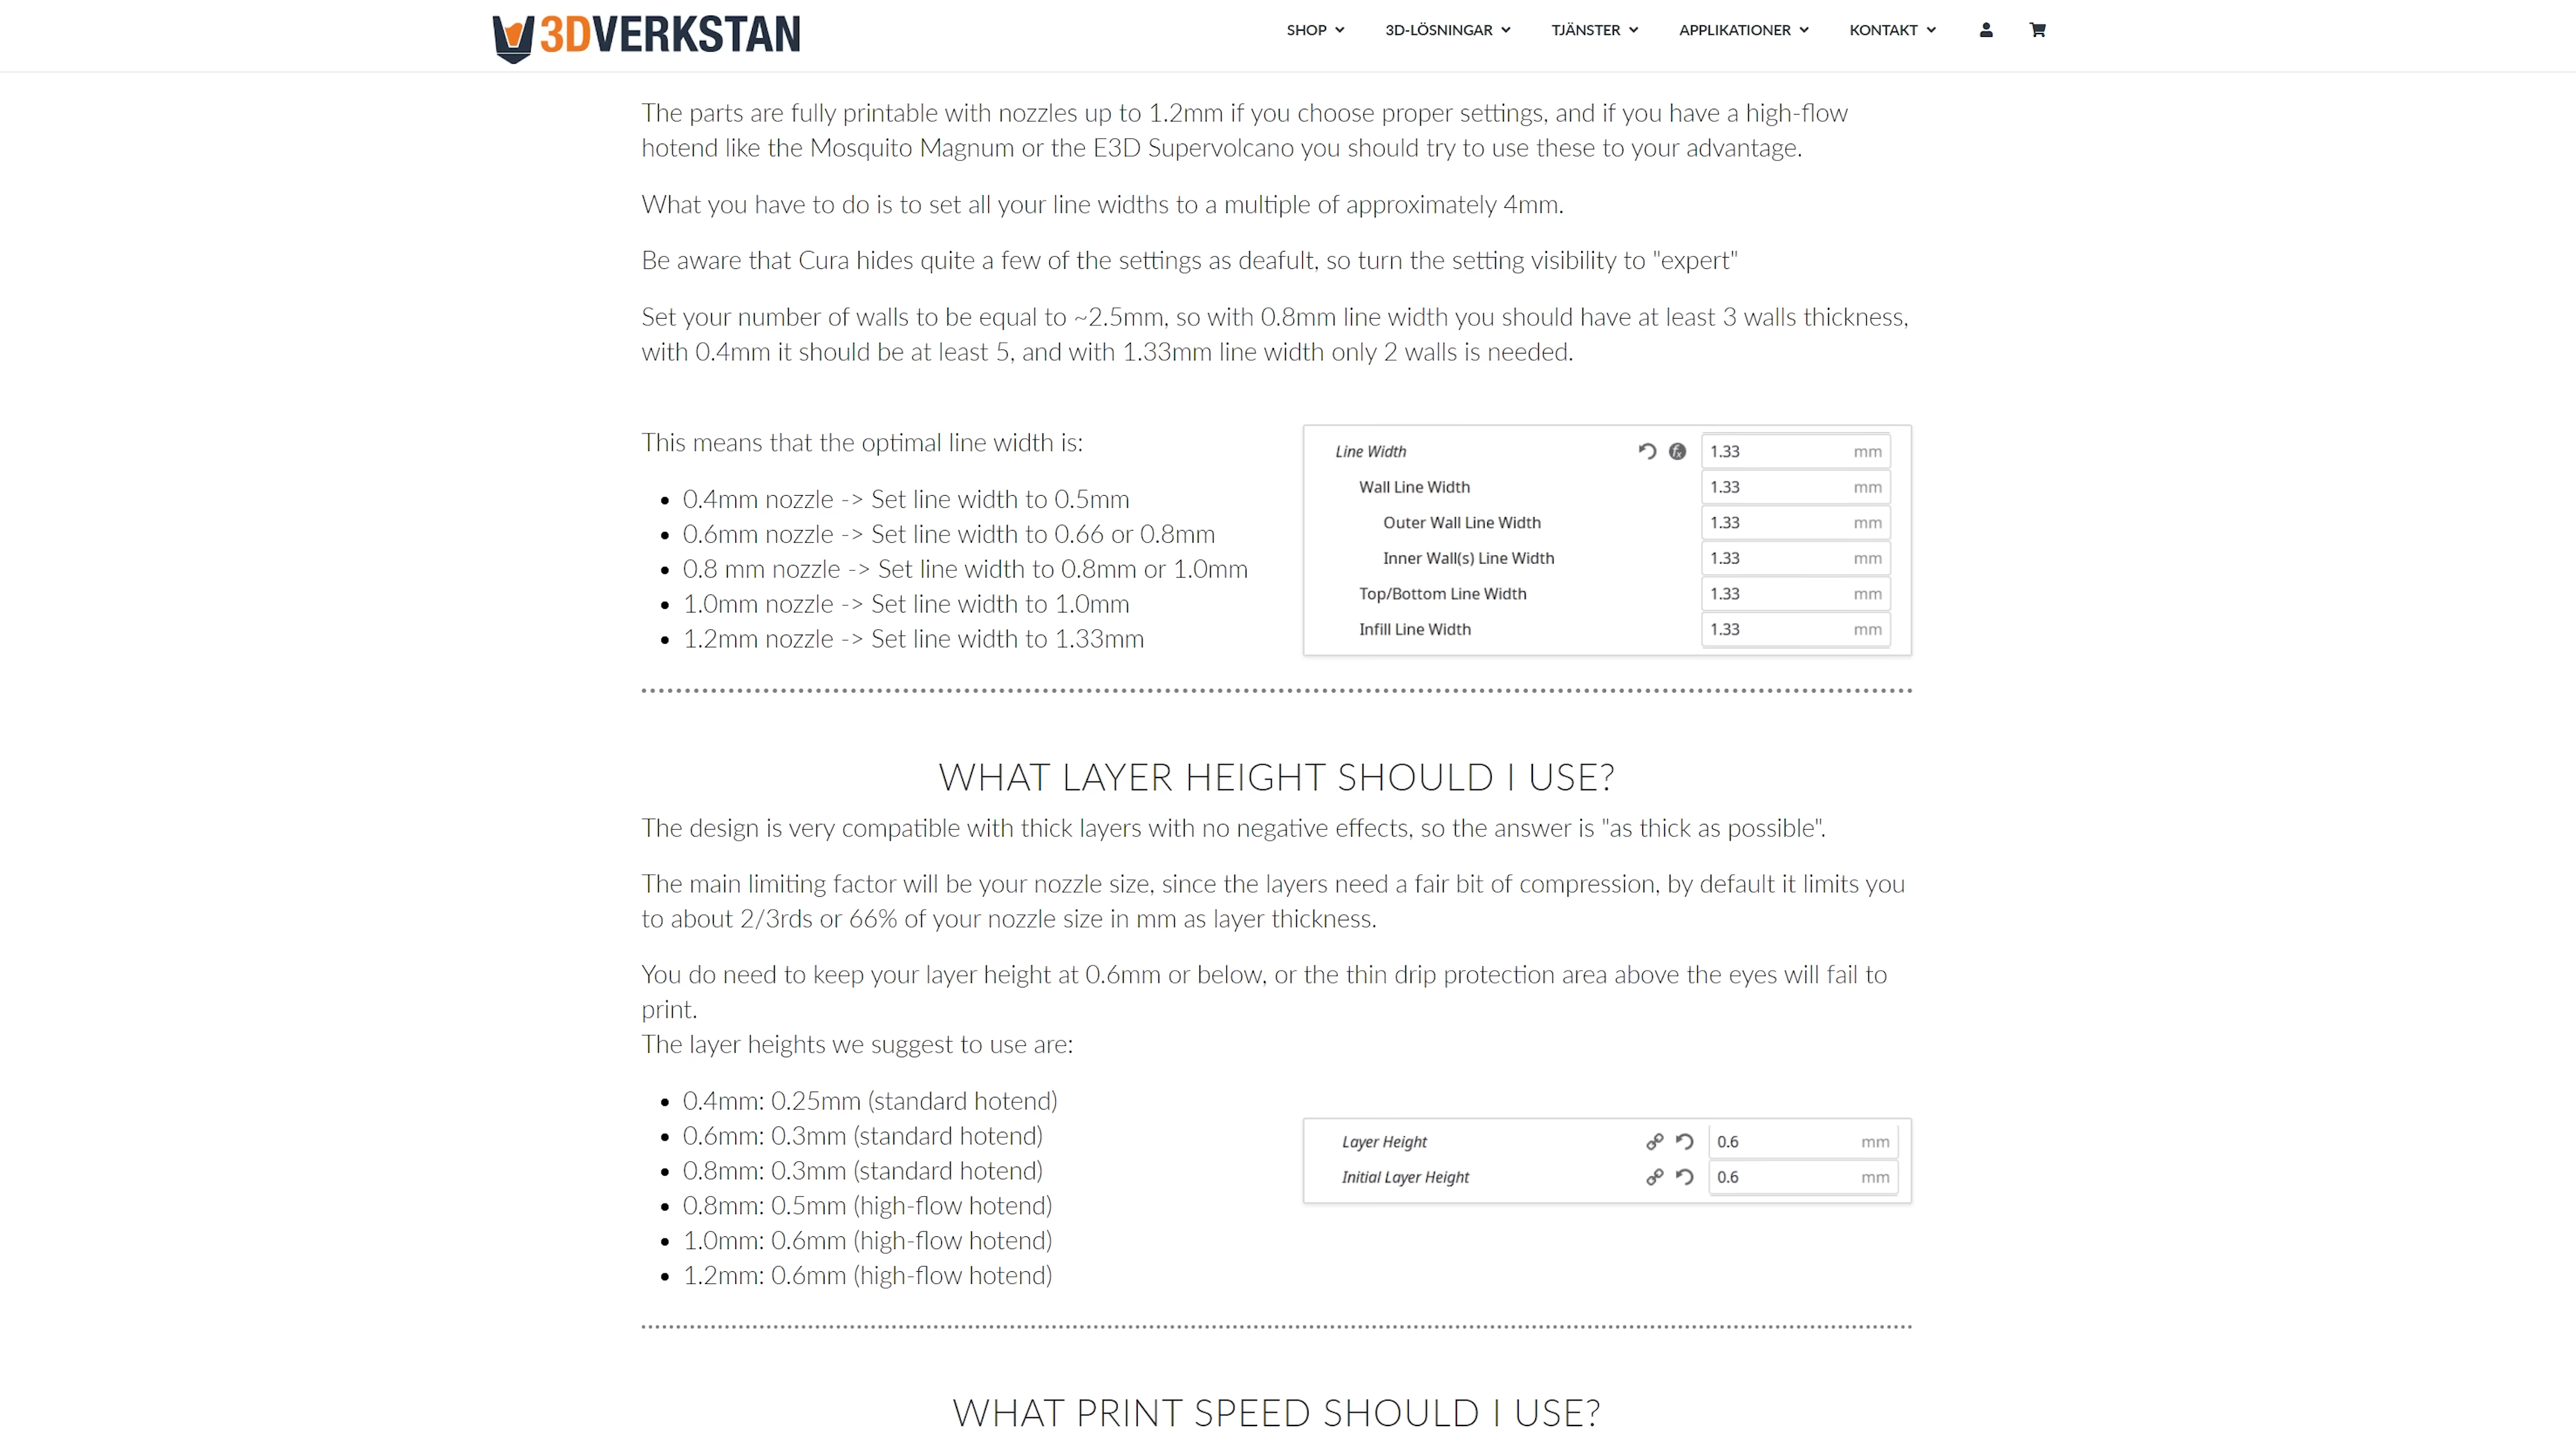 3DVERKSTAN
SHOP 3D-LÖSNINGAR TJÄNSTER APPLIKATIONER KONTAKT
The parts are fully printable with nozzles up to 1.2mm if you choose proper settings, and if you have a high-flow
hotend like the Mosquito Magnum or the E3D Supervolcano you should try to use these to your advantage.
What you have to do is to set all your line widths to a multiple of approximately 4mm.
Be aware that Cura hides quite a few of the settings as deafult, so turn the setting visibility to "expert"
Set your number of walls to be equal to ~2.5mm, so with 0.8mm line width you should have at least 3 walls thickness,
with 0.4mm it should be at least 5, and with 1.33mm line width only 2 walls is needed.
This means that the optimal line width is:
• 0.4mm nozzle -> Set line width to 0.5mm
• 0.6mm nozzle -> Set line width to 0.66 or 0.8mm
• 0.8 mm nozzle -> Set line width to 0.8mm or 1.0mm
• 1.0mm nozzle -> Set line width to 1.0mm
• 1.2mm nozzle -> Set line width to 1.33mm
Line Width 1.33 mm
Wall Line Width 1.33 mm
Outer Wall Line Width 1.33 mm
Inner Wall(s) Line Width 1.33 mm
Top/Bottom Line Width 1.33 mm
Infill Line Width 1.33 mm
WHAT LAYER HEIGHT SHOULD I USE?
The design is very compatible with thick layers with no negative effects, so the answer is "as thick as possible".
The main limiting factor will be your nozzle size, since the layers need a fair bit of compression, by default it limits you
to about 2/3rds or 66% of your nozzle size in mm as layer thickness.
You do need to keep your layer height at 0.6mm or below, or the thin drip protection area above the eyes will fail to
print.
The layer heights we suggest to use are:
• 0.4mm: 0.25mm (standard hotend)
• 0.6mm: 0.3mm (standard hotend)
• 0.8mm: 0.3mm (standard hotend)
• 0.8mm: 0.5mm (high-flow hotend)
• 1.0mm: 0.6mm (high-flow hotend)
• 1.2mm: 0.6mm (high-flow hotend)
Layer Height 0.6 mm
Initial Layer Height 0.6 mm
WHAT PRINT SPEED SHOULD I USE?